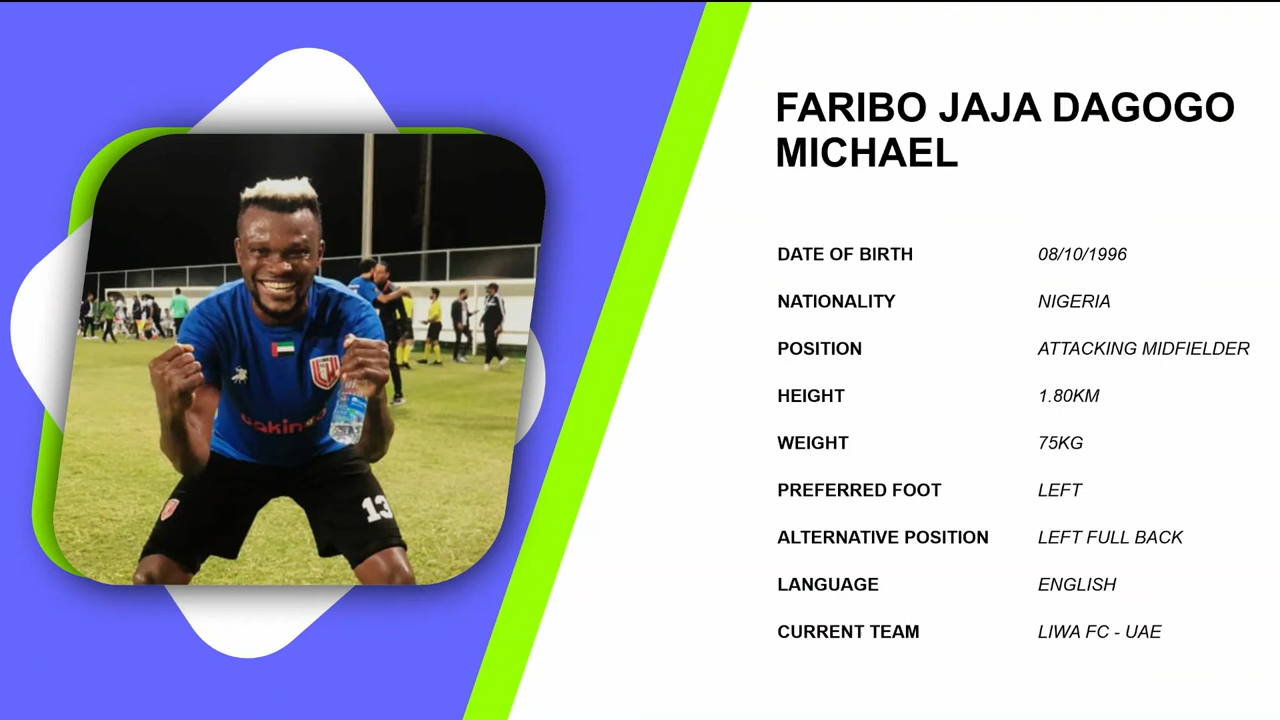 FARIBO JAJA DAGOGO
MICHAEL
DATE OF BIRTH 08/10/1996
NATIONALITY NIGERIA
POSITION ATTACKING MIDFIELDER
HEIGHT 1.80KM
WEIGHT 75KG
PREFERRED FOOT LEFT
ALTERNATIVE POSITION LEFT FULL BACK
LANGUAGE ENGLISH
CURRENT TEAM LIWA FC - UAE
13